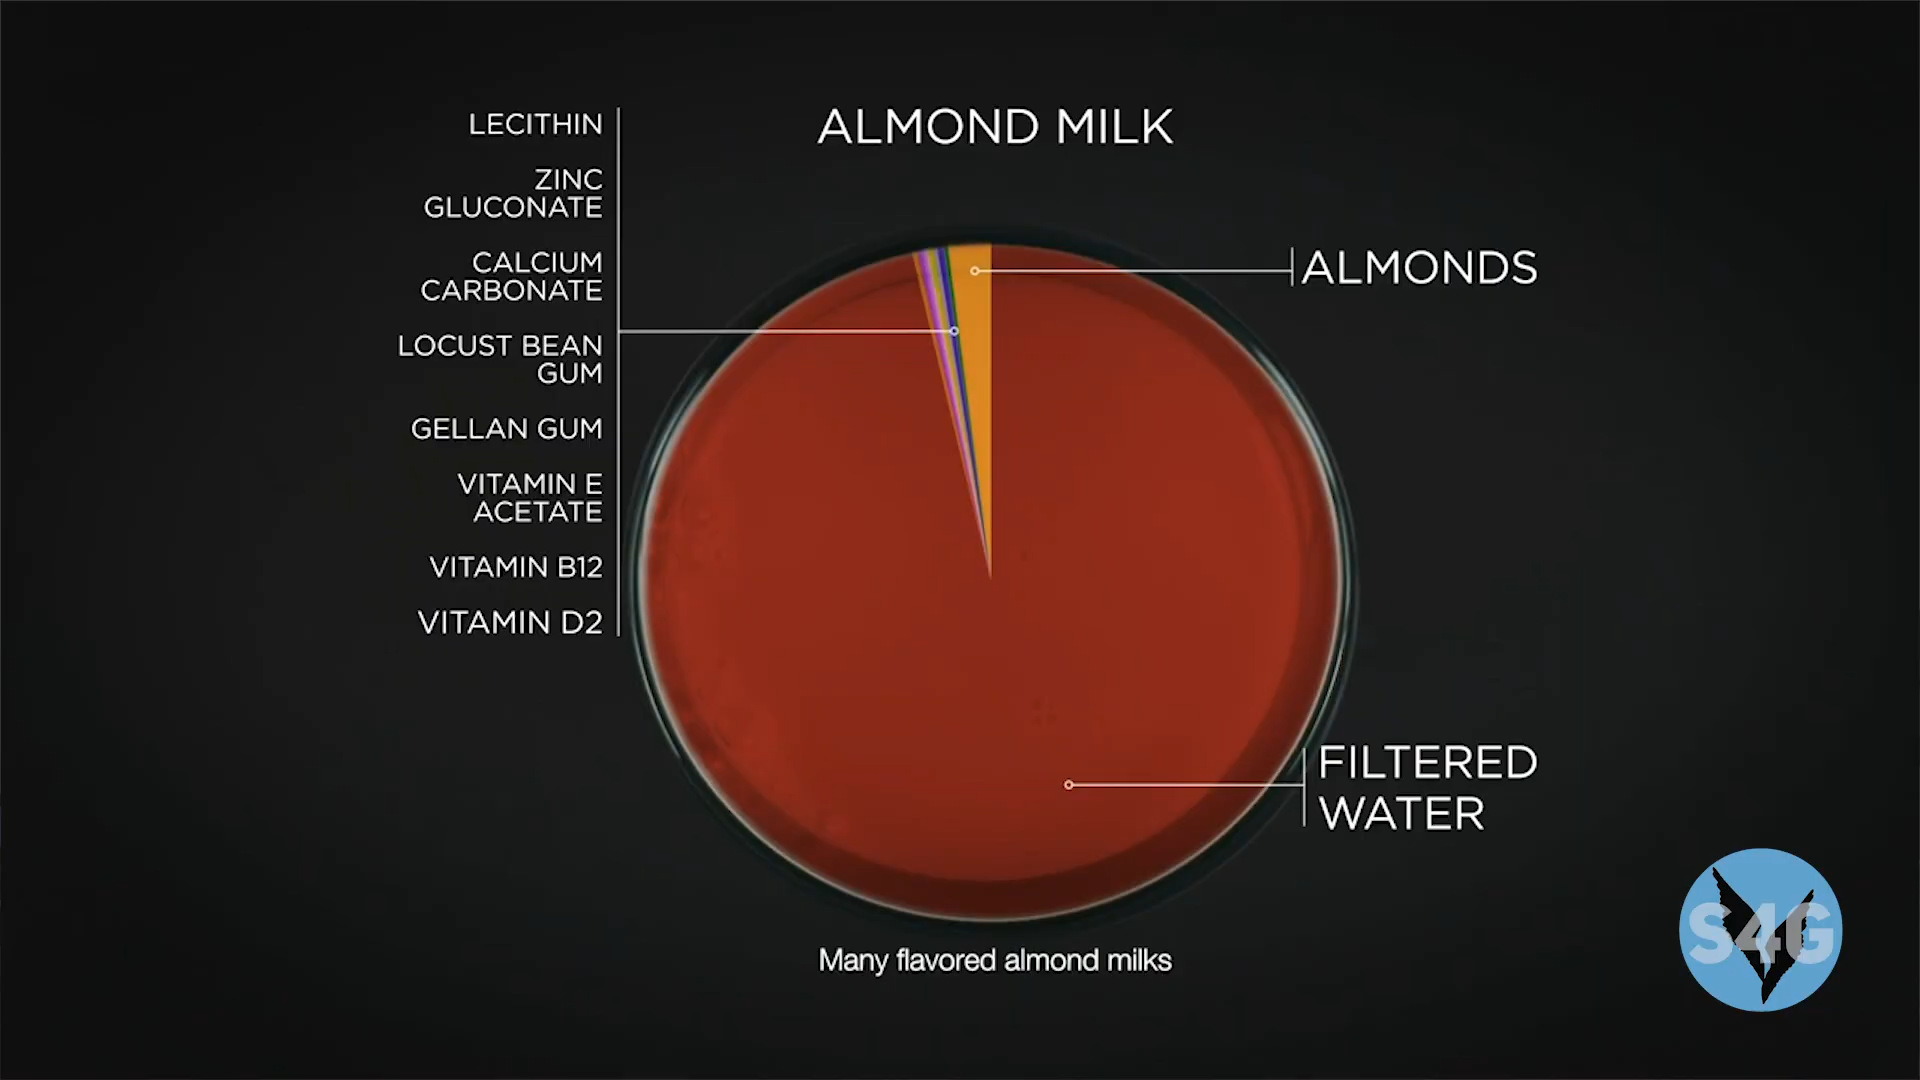 ALMOND MILK
LECITHIN
ZINC
GLUCONATE
CALCIUM
CARBONATE
LOCUST BEAN
GUM
GELLAN GUM
VITAMIN E
ACETATE
VITAMIN B12
VITAMIN D2
ALMONDS
FILTERED
WATER
Many flavored almond milks
S4G